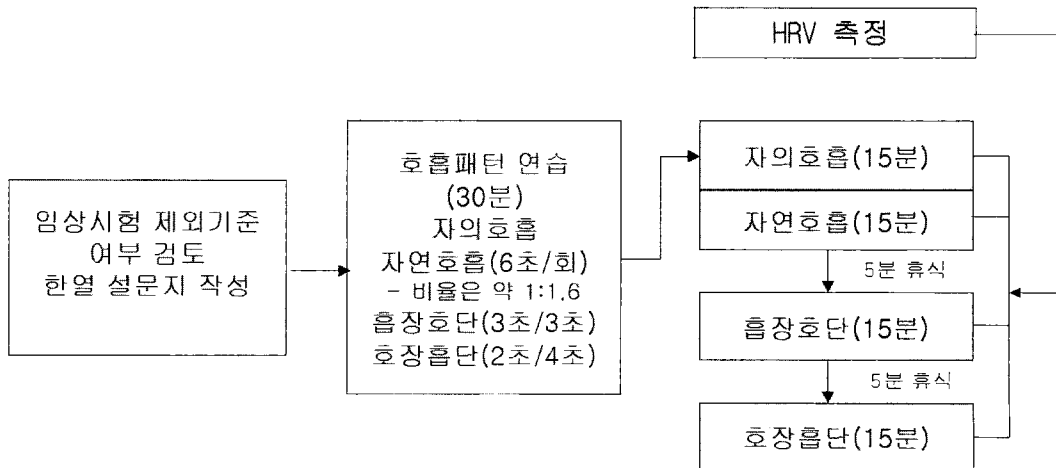 HRV 측정
임상시험 제외기준
여부 검토
한열 설문지 작성
호흡패턴 연습
(30분)
자의호흡
자연호흡(6초/회)
- 비율은 약 1:1.6
흡장호단(3초/3초)
호장흡단(2초/4초)
자의호흡(15분)
자연호흡(15분)
5분 휴식
흡장호단(15분)
5분 휴식
호장흡단(15분)